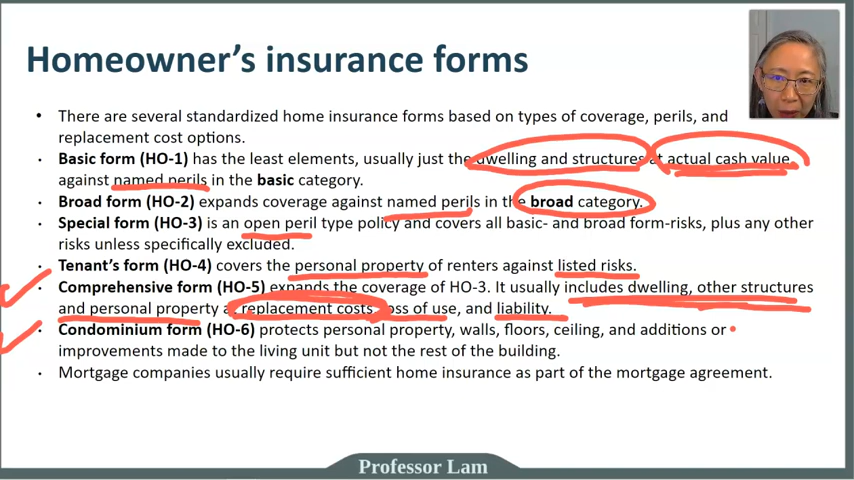 Homeowner's insurance forms
• There are several standardized home insurance forms based on types of coverage, perils, and
replacement cost options.
• Basic form (HO-1) has the least elements, usually just the dwelling and structures at actual cash value
against named perils in the basic category.
• Broad form (HO-2) expands coverage against named perils in the broad category.
• Special form (HO-3) is an open peril type policy and covers all basic- and broad form-risks, plus any other
risks unless specifically excluded.
• Tenant's form (HO-4) covers the personal property of renters against listed risks.
• Comprehensive form (HO-5) expands the coverage of HO-3. It usually includes dwelling, other structures
and personal property at replacement costs, loss of use, and liability.
• Condominium form (HO-6) protects personal property, walls, floors, ceiling, and additions or
improvements made to the living unit but not the rest of the building.
• Mortgage companies usually require sufficient home insurance as part of the mortgage agreement.
Professor Lam